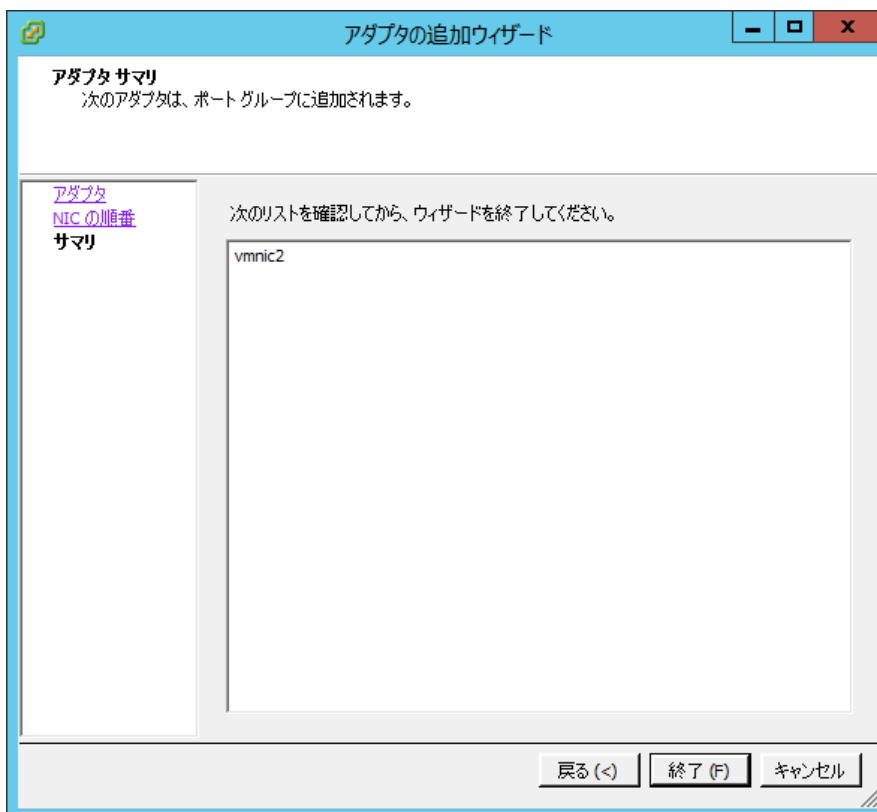 アダプタの追加ウィザード
アダプタ サマリ
次のアダプタは、ポート グループに追加されます。
アダプタ
NIC の順番
サマリ
次のリストを確認してから、ウィザードを終了してください。
vmnic2
戻る (<) 終了 (F) キャンセル